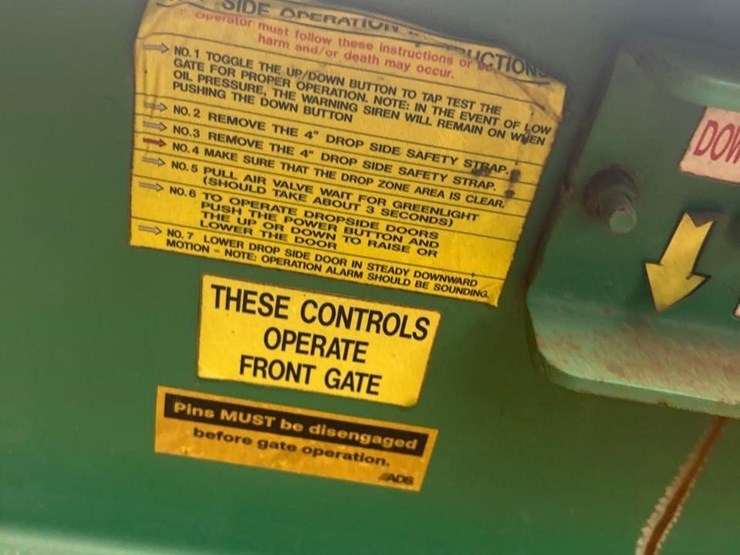 SIDE OPERATION
UCTIONS
Operator must follow these instructions or
harm and/or death may occur.
NO. 1 TOGGLE THE UP/DOWN BUTTON TO TAP TEST THE
GATE FOR PROPER OPERATION. NOTE: IN THE EVENT OF LOW
OIL PRESSURE, THE WARNING SIREN WILL REMAIN ON WHEN
PUSHING THE DOWN BUTTON
NO. 2 REMOVE THE 4" DROP SIDE SAFETY STRAP.
NO.3 REMOVE THE 4" DROP SIDE SAFETY STRAP.
NO.4 MAKE SURE THAT THE DROP ZONE AREA IS CLEAR.
NO.5 PULL AIR VALVE WAIT FOR GREENLIGHT
(SHOULD TAKE ABOUT 3 SECONDS)
NO.6 TO OPERATE DROPSIDE DOORS
PUSH THE POWER BUTTON AND
THE UP OR DOWN TO RAISE OR
LOWER THE DOOR
NO. 7 LOWER DROP SIDE DOOR IN STEADY DOWNWARD
MOTION - NOTE: OPERATION ALARM SHOULD BE SOUNDING.
THESE CONTROLS
OPERATE
FRONT GATE
Pins MUST be disengaged
before gate operation.
ADS
DOW